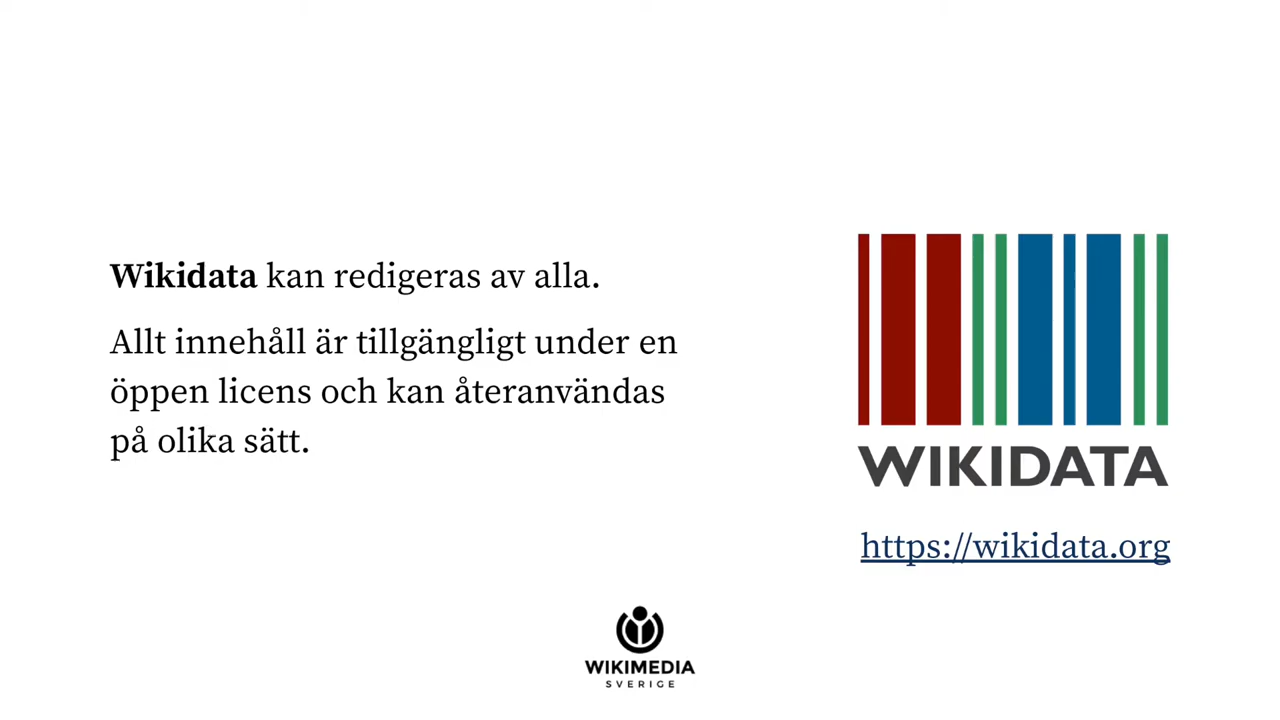 Wikidata kan redigeras av alla.
Allt innehåll är tillgängligt under en
öppen licens och kan återanvändas
på olika sätt.
WIKIDATA
https://wikidata.org
WIKIMEDIA
SVERIGE